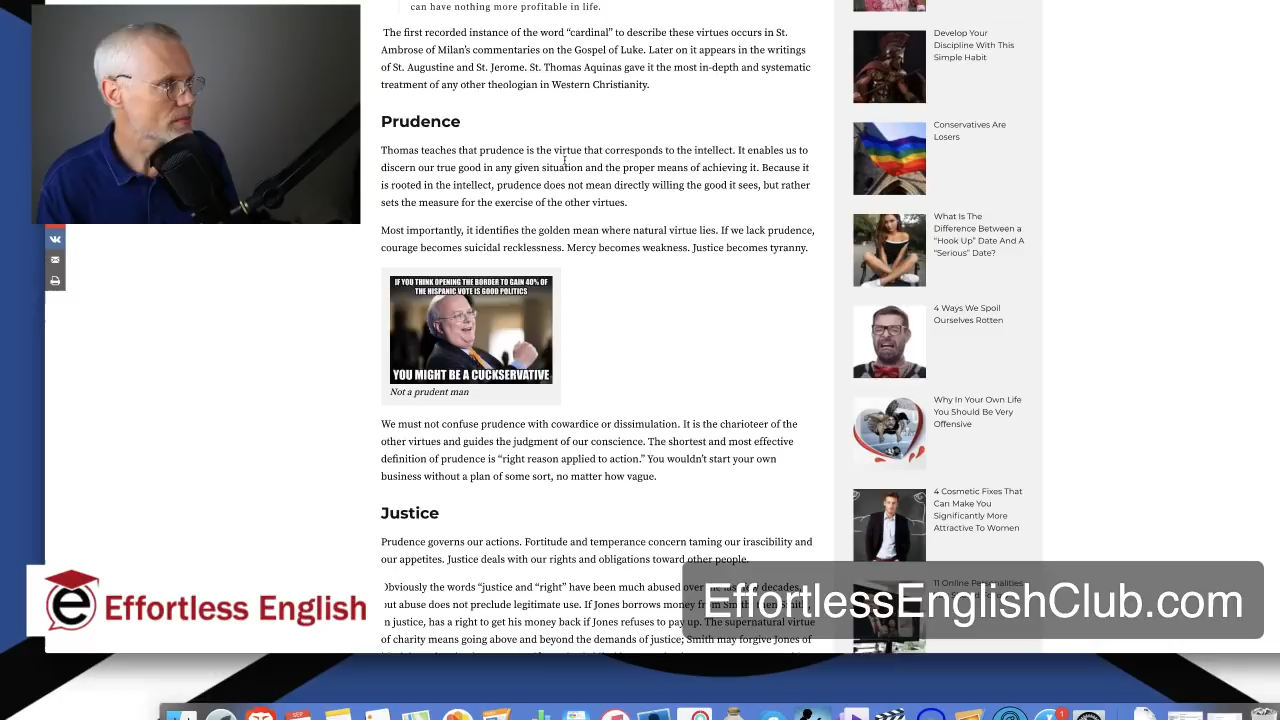 can have nothing more profitable in life.
The first recorded instance of the word “cardinal” to describe these virtues occurs in St.
Ambrose of Milan’s commentaries on the Gospel of Luke. Later on it appears in the writings
of St. Augustine and St. Jerome. St. Thomas Aquinas gave it the most in-depth and systematic
treatment of any other theologian in Western Christianity.
Prudence
Thomas teaches that prudence is the virtue that corresponds to the intellect. It enables us to
discern our true good in any given situation and the proper means of achieving it. Because it
is rooted in the intellect, prudence does not mean directly willing the good it sees, but rather
sets the measure for the exercise of the other virtues.
Most importantly, it identifies the golden mean where natural virtue lies. If we lack prudence,
courage becomes suicidal recklessness. Mercy becomes weakness. Justice becomes tyranny.
IF YOU THINK OPENING THE BORDER TO GAIN 40% OF
THE HISPANIC VOTE IS GOOD POLITICS
YOU MIGHT BE A CUCKSERVATIVE
Not a prudent man
We must not confuse prudence with cowardice or dissimulation. It is the charioteer of the
other virtues and guides the judgment of our conscience. The shortest and most effective
definition of prudence is “right reason applied to action.” You wouldn’t start your own
business without a plan of some sort, no matter how vague.
Justice
Prudence governs our actions. Fortitude and temperance concern taming our irascibility and
our appetites. Justice deals with our rights and obligations toward other people.
Obviously the words “justice and “right” have been much abused over decades,
but abuse does not preclude legitimate use. If Jones borrows money from Smith, then Smith,
in justice, has a right to get his money back if Jones refuses to pay up. The supernatural virtue
of charity means going above and beyond the demands of justice; Smith may forgive Jones of
Develop Your
Discipline With This
Simple Habit
Conservatives Are
Losers
What Is The
Difference Between a
“Hook Up” Date And A
“Serious” Date?
4 Ways We Spoil
Ourselves Rotten
Why In Your Own Life
You Should Be Very
Offensive
4 Cosmetic Fixes That
Can Make You
Significantly More
Attractive To Women
11 Online Personalities
e Effortless English
EffortlessEnglishClub.com
SEP
1